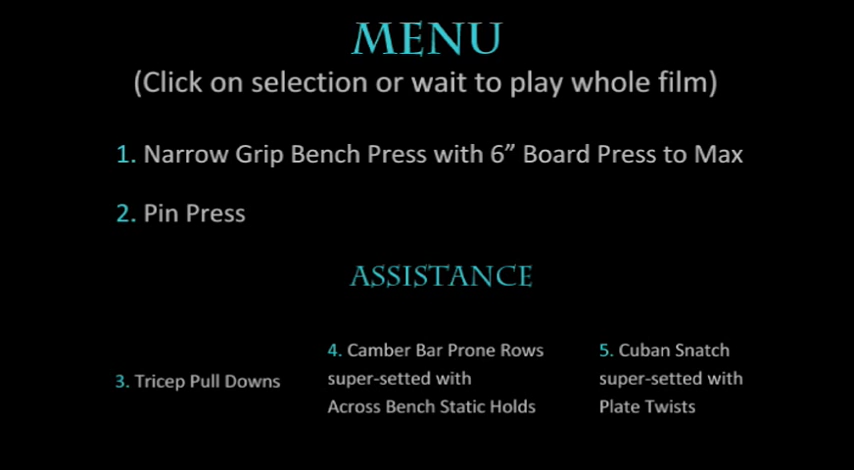 MENU
(Click on selection or wait to play whole film)
1. Narrow Grip Bench Press with 6” Board Press to Max
2. Pin Press
ASSISTANCE
3. Tricep Pull Downs
4. Camber Bar Prone Rows
super-setted with
Across Bench Static Holds
5. Cuban Snatch
super-setted with
Plate Twists